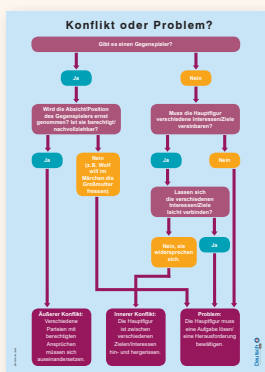 Konflikt oder Problem?
Gibt es einen Gegenspieler?
Ja
Nein
Wird die Absicht/Position
des Gegenspielers ernst
genommen? Ist sie berechtigt/
nachvollziehbar?
Muss die Hauptfigur
verschiedene Interessen/Ziele
vereinbaren?
Ja
Nein
(z.B. Wolf
will im
Märchen die
Großmutter
fressen)
Ja
Nein
Lassen sich
die verschiedenen
Interessen/Ziele
leicht verbinden?
Nein, sie
widersprechen
sich.
Ja
Äußerer Konflikt:
Verschiedene
Parteien mit
berechtigten
Ansprüchen
müssen sich
auseinandersetzen.
Innerer Konflikt:
Die Hauptfigur
ist zwischen
verschiedenen
Zielen/Interessen
hin- und hergerissen.
Problem:
Die Hauptfigur muss
eine Aufgabe lösen/
eine Herausforderung
bewältigen.
Deutsch